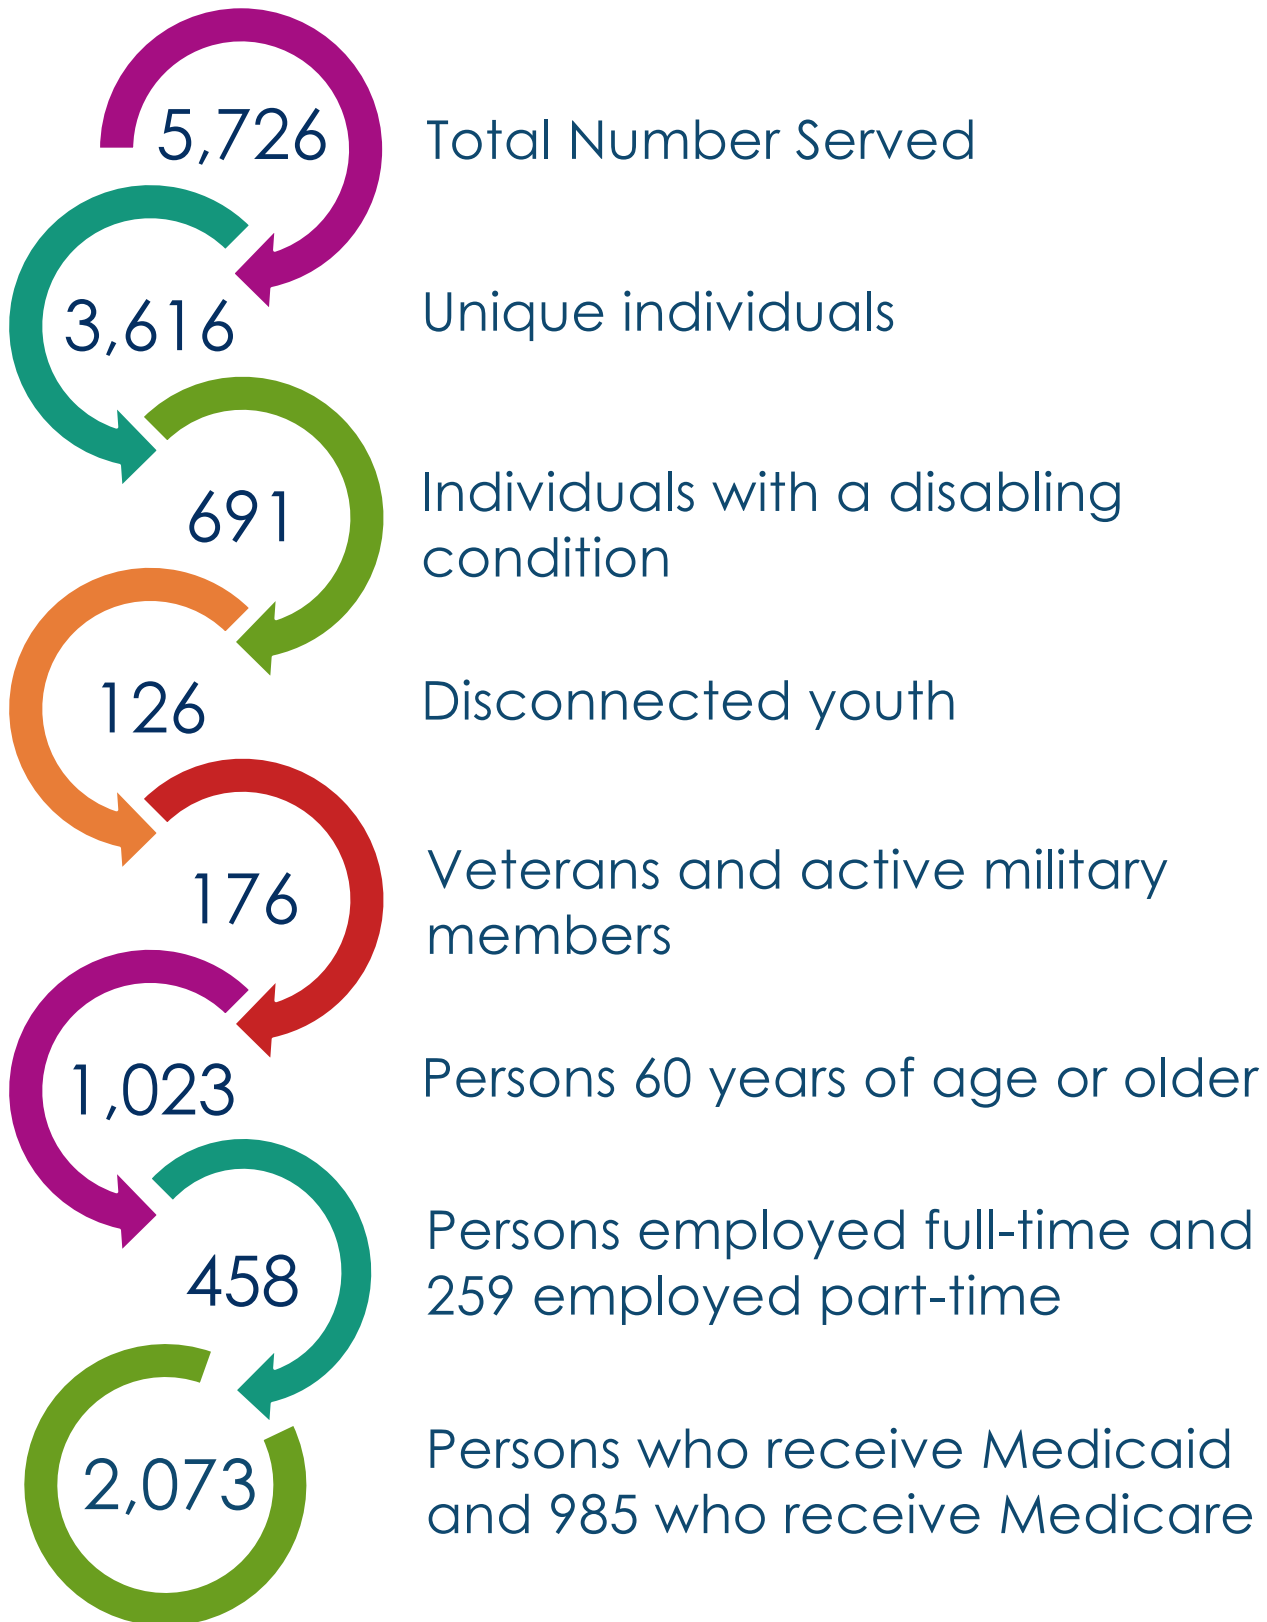 5,726
Total Number Served
3,616
Unique individuals
691
Individuals with a disabling
condition
126
Disconnected youth
176
Veterans and active military
members
1,023
Persons 60 years of age or older
458
Persons employed full-time and
259 employed part-time
2,073
Persons who receive Medicaid
and 985 who receive Medicare